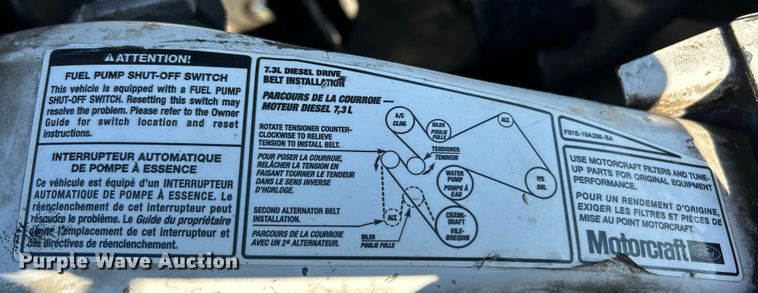 ATTENTION!
FUEL PUMP SHUT-OFF SWITCH
This vehicle is equipped with a FUEL PUMP
SHUT-OFF SWITCH. Resetting this switch may
resolve the problem. Please refer to the Owner
Guide for switch location and reset
instructions.
INTERRUPTEUR AUTOMATIQUE
DE POMPE À ESSENCE
Ce véhicule est équipé d'un INTERRUPTEUR
AUTOMATIQUE DE POMPE À ESSENCE. Le
réenclenchement de cet interrupteur peut
résoudre le problème. Le Guide du propriétaire
donne l'emplacement de cet interrupteur et
des directives de réenclenchement.
7.3L DIESEL DRIVE
BELT INSTALLATION
PARCOURS DE LA COURROIE —
MOTEUR DIESEL 7,3 L
ROTATE TENSIONER COUNTER-
CLOCKWISE TO RELIEVE
TENSION TO INSTALL BELT.
POUR POSER LA COURROIE,
RELÂCHER LA TENSION EN
FAISANT TOURNER LE TENDEUR
DANS LE SENS INVERSE
D'HORLOGE.
SECOND ALTERNATOR BELT
INSTALLATION.
PARCOURS DE LA COURROIE
AVEC UN 2e ALTERNATEUR.
A/C
CLIM.
IDLER
POULIE
FOLLE
ALT.
TENSIONER
TENDEUR
WATER
PUMP
POMPE À
EAU
P/S
DIR.
ALT.
CRANK-
SHAFT
VILE-
BREQUIN
IDLER
POULIE FOLLE
F81E-19A286-BA
USE MOTORCRAFT FILTERS AND TUNE-
UP PARTS FOR ORIGINAL EQUIPMENT
PERFORMANCE.
POUR UN RENDEMENT D'ORIGINE,
EXIGER LES FILTRES ET PIÈCES DE
MISE AU POINT MOTORCRAFT.
Motorcraft
Ford
Purple Wave Auction